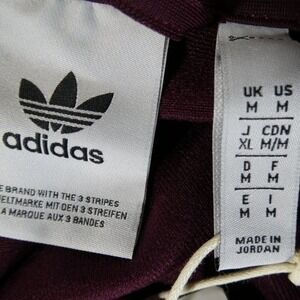 adidas
BRAND WITH THE 3 STRIPES
MARKE MIT DEN 3 STREIFEN
A MARQUE AUX 3 BANDES
UK US
M M
J CDN
XL M/M
D F
M M
E I
M M
MADE IN
JORDAN